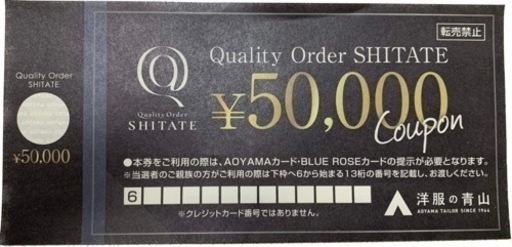 Quality Order
SHITATE
¥50,000
Quality Order
SHITATE
転売禁止
Quality Order SHITATE
¥50,000
Coupon
●本券をご利用の際は、AOYAMAカード・BLUE ROSEカードの提示が必要となります。
※当選者のご親族の方がご利用の際は下枠へ6から始まる13桁の番号を記載し、お渡しください。
6
※クレジットカード番号ではありません。
洋服の青山
AOYAMA TAILOR SINCE 1964